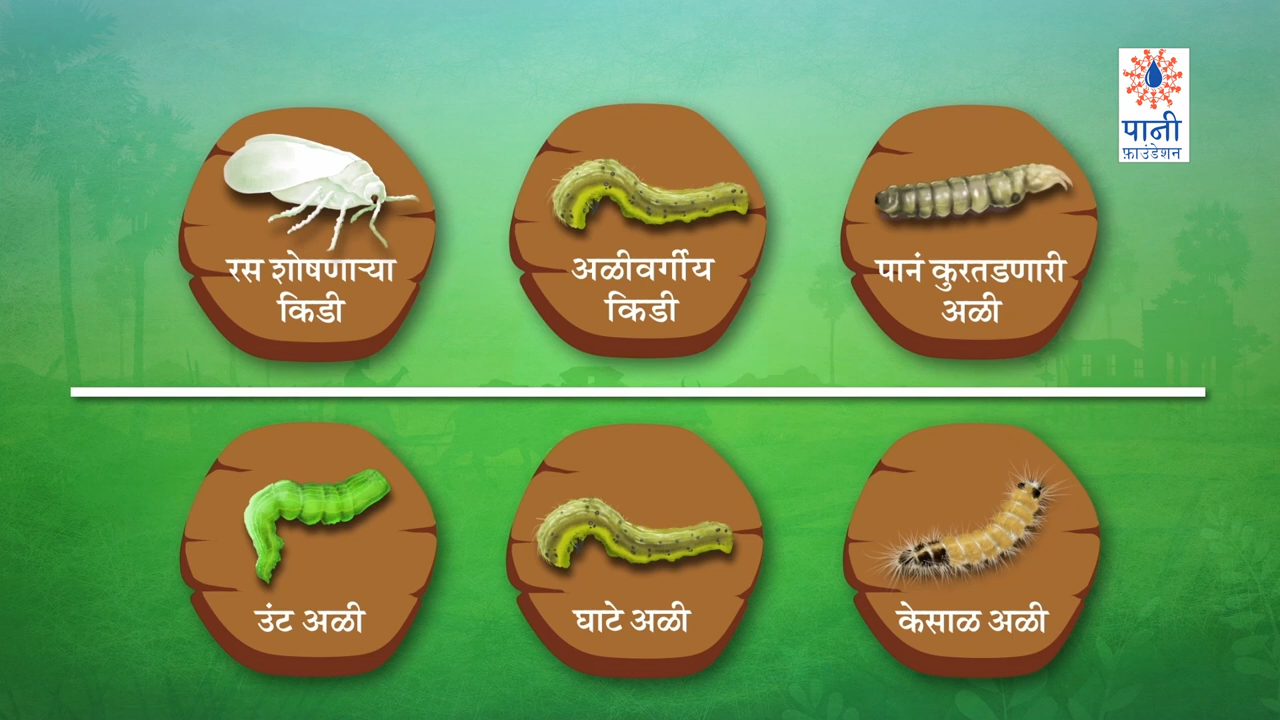 पानी
फ़ाउंडेशन
रस शोषणाऱ्या
किडी
अळीवर्गीय
किडी
पानं कुरतडणारी
अळी
उंट अळी
घाटे अळी
केसाळ अळी